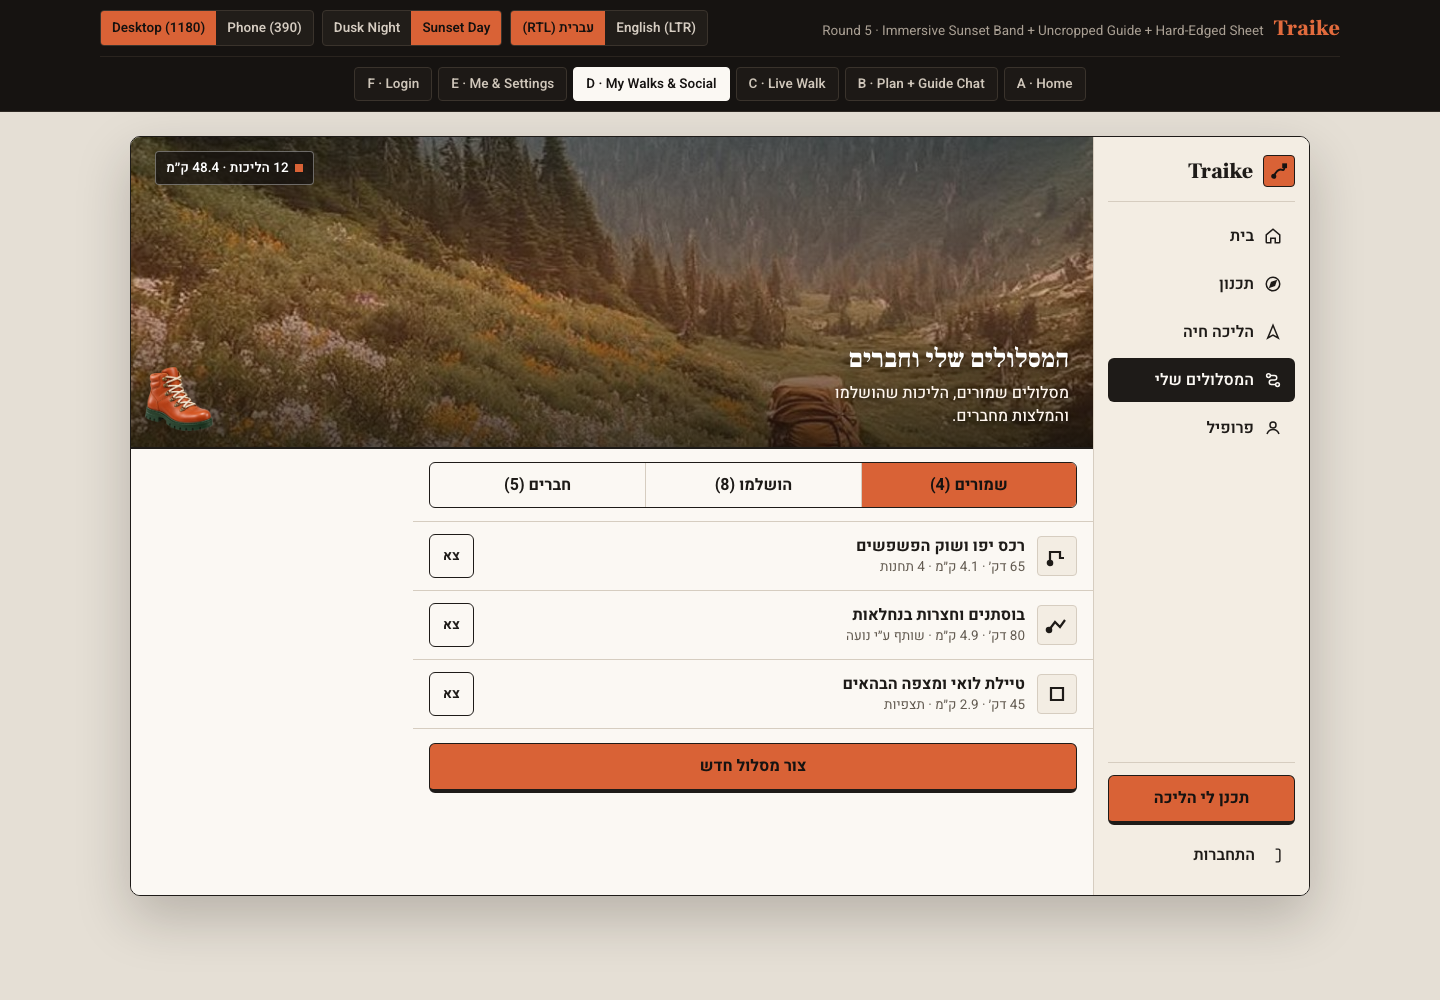 Traike
Round 5 · Immersive Sunset Band + Uncropped Guide + Hard-Edged Sheet
English (LTR)
עברית (RTL)
Sunset Day
Dusk Night
Phone (390)
Desktop (1180)
A · Home
B · Plan + Guide Chat
C · Live Walk
D · My Walks & Social
E · Me & Settings
F · Login
Traike
בית
תכנון
הליכה חיה
המסלולים שלי
פרופיל
תכנן לי הליכה
התחברות
12 הליכות · 48.4 ק״מ
המסלולים שלי וחברים
מסלולים שמורים, הליכות שהושלמו
והמלצות מחברים.
שמורים (4)
הושלמו (8)
חברים (5)
רכס יפו ושוק הפשפשים
65 דק׳ · 4.1 ק״מ · 4 תחנות
צא
בוסתנים וחצרות בנחלאות
80 דק׳ · 4.9 ק״מ · שותף ע״י נועה
צא
טיילת לואי ומצפה הבהאים
45 דק׳ · 2.9 ק״מ · תצפיות
צא
צור מסלול חדש